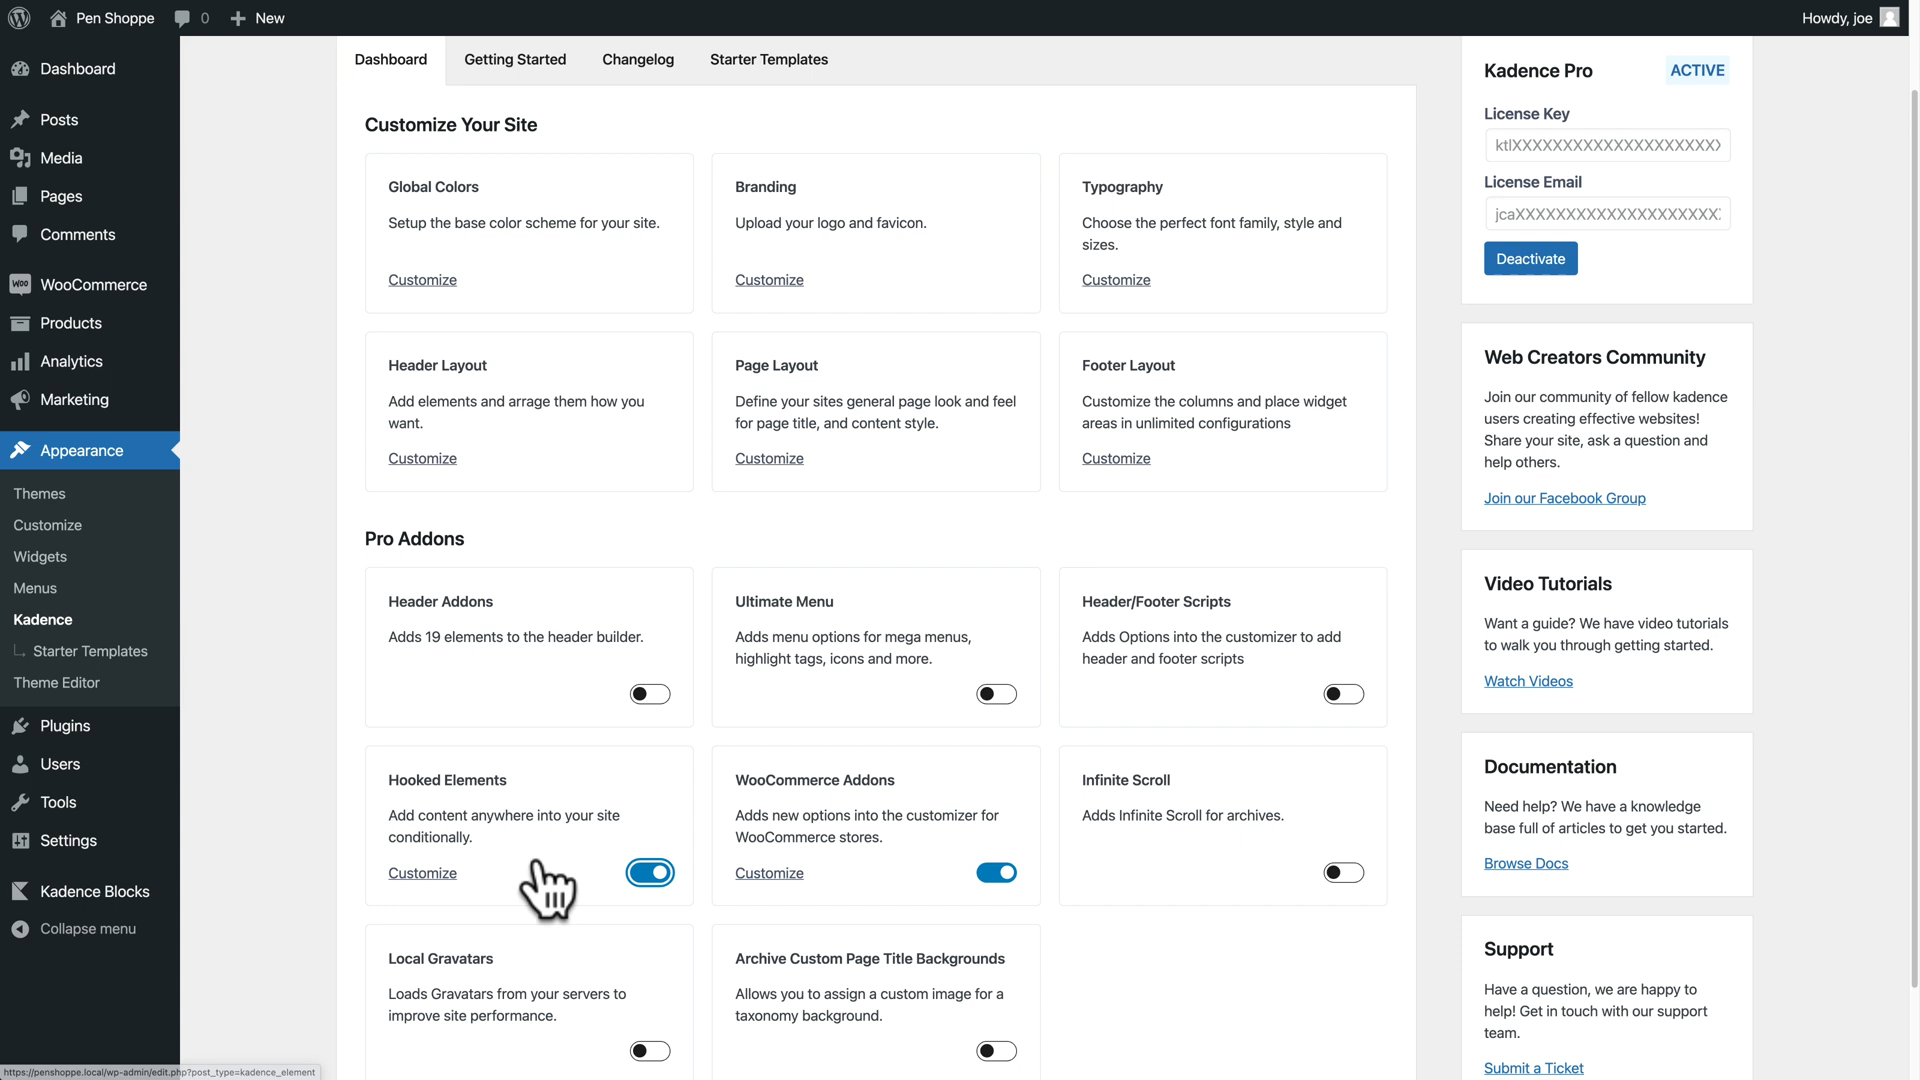 Pen Shoppe
0
New
Howdy, joe
Dashboard
Posts
Media
Pages
Comments
WooCommerce
Products
Analytics
Marketing
Appearance
Themes
Customize
Widgets
Menus
Kadence
Starter Templates
Theme Editor
Plugins
Users
Tools
Settings
Kadence Blocks
Collapse menu
Dashboard
Getting Started
Changelog
Starter Templates
Customize Your Site
Global Colors
Setup the base color scheme for your site.
Customize
Branding
Upload your logo and favicon.
Customize
Typography
Choose the perfect font family, style and
sizes.
Customize
Header Layout
Add elements and arrage them how you
want.
Customize
Page Layout
Define your sites general page look and feel
for page title, and content style.
Customize
Footer Layout
Customize the columns and place widget
areas in unlimited configurations
Customize
Pro Addons
Header Addons
Adds 19 elements to the header builder.
Ultimate Menu
Adds menu options for mega menus,
highlight tags, icons and more.
Header/Footer Scripts
Adds Options into the customizer to add
header and footer scripts
Hooked Elements
Add content anywhere into your site
conditionally.
Customize
WooCommerce Addons
Adds new options into the customizer for
WooCommerce stores.
Customize
Infinite Scroll
Adds Infinite Scroll for archives.
Local Gravatars
Loads Gravatars from your servers to
improve site performance.
Archive Custom Page Title Backgrounds
Allows you to assign a custom image for a
taxonomy background.
Kadence Pro
ACTIVE
License Key
ktlXXXXXXXXXXXXXXXXXXXX
License Email
jcaXXXXXXXXXXXXXXXXXXXX
Deactivate
Web Creators Community
Join our community of fellow kadence
users creating effective websites!
Share your site, ask a question and
help others.
Join our Facebook Group
Video Tutorials
Want a guide? We have video tutorials
to walk you through getting started.
Watch Videos
Documentation
Need help? We have a knowledge
base full of articles to get you started.
Browse Docs
Support
Have a question, we are happy to
help! Get in touch with our support
team.
Submit a Ticket
https://penshoppe.local/wp-admin/edit.php?post_type=kadence_element